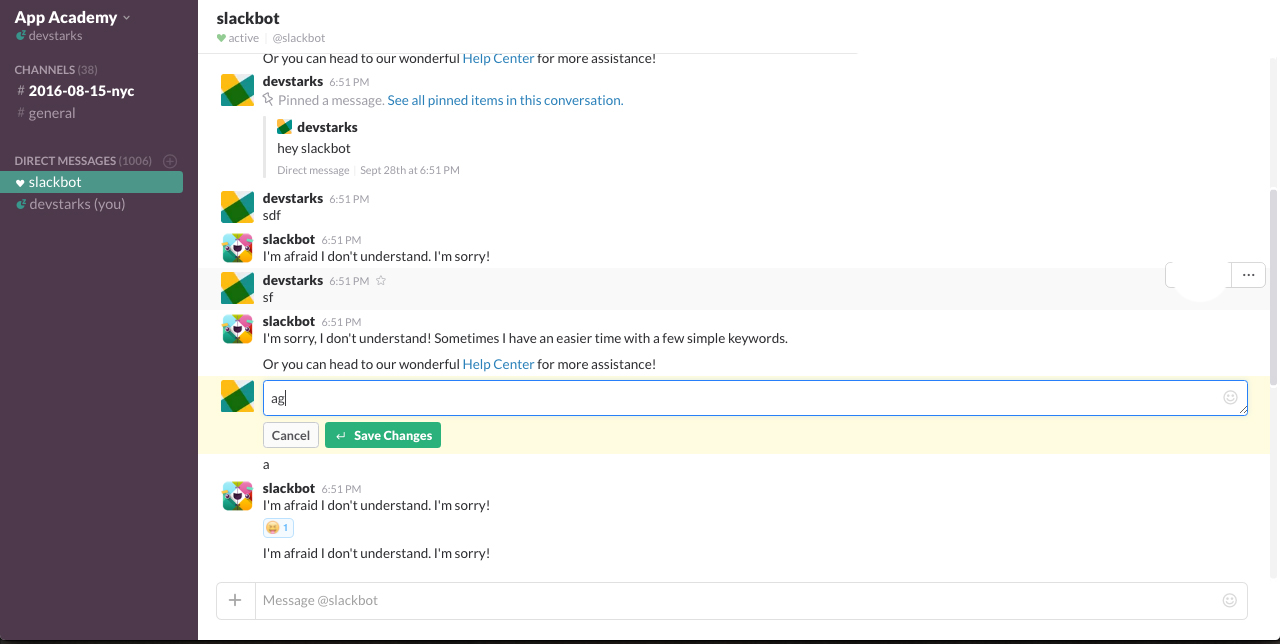 App Academy
devstarks
CHANNELS (38)
# 2016-08-15-nyc
# general
DIRECT MESSAGES (1006)
slackbot
devstarks (you)
slackbot
active | @slackbot
Or you can head to our wonderful Help Center for more assistance!
devstarks 6:51 PM
Pinned a message. See all pinned items in this conversation.
devstarks
hey slackbot
Direct message | Sept 28th at 6:51 PM
devstarks 6:51 PM
sdf
slackbot 6:51 PM
I'm afraid I don't understand. I'm sorry!
devstarks 6:51 PM
sf
slackbot 6:51 PM
I'm sorry, I don't understand! Sometimes I have an easier time with a few simple keywords.
Or you can head to our wonderful Help Center for more assistance!
ag
Cancel Save Changes
a
slackbot 6:51 PM
I'm afraid I don't understand. I'm sorry!
1
I'm afraid I don't understand. I'm sorry!
Message @slackbot